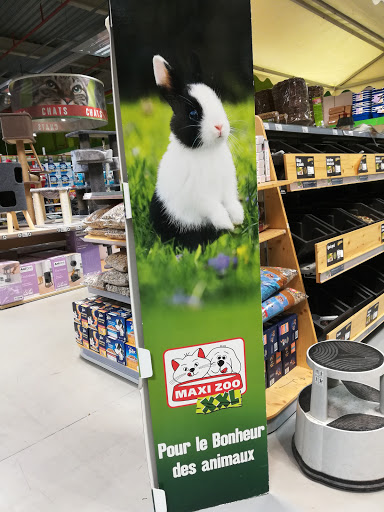 CHATS
MAXI ZOO
XXL
Pour le Bonheur
des animaux